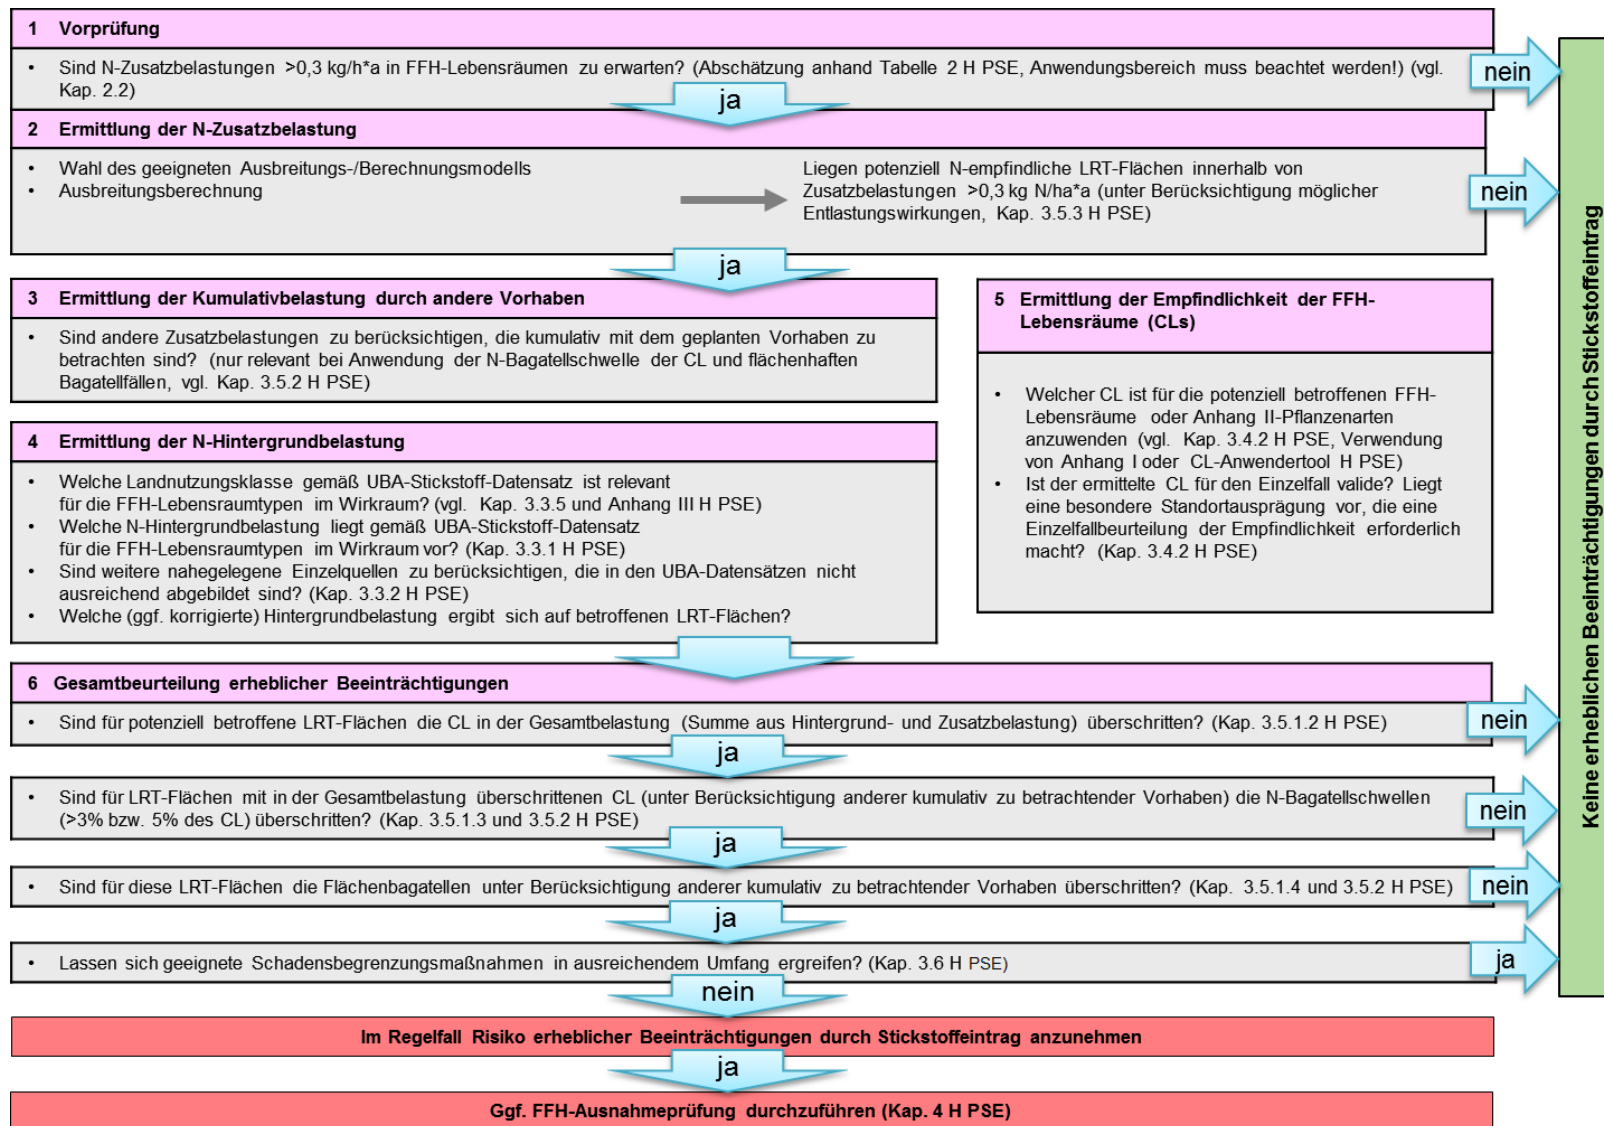 1 Vorprüfung
• Sind N-Zusatzbelastungen >0,3 kg/h*a in FFH-Lebensräumen zu erwarten? (Abschätzung anhand Tabelle 2 H PSE, Anwendungsbereich muss beachtet werden!) (vgl.
Kap. 2.2)
nein
ja
2 Ermittlung der N-Zusatzbelastung
• Wahl des geeigneten Ausbreitungs-/Berechnungsmodells
• Ausbreitungsberechnung
Liegen potenziell N-empfindliche LRT-Flächen innerhalb von
Zusatzbelastungen >0,3 kg N/ha*a (unter Berücksichtigung möglicher
Entlastungswirkungen, Kap. 3.5.3 H PSE)
nein
ja
3 Ermittlung der Kumulativbelastung durch andere Vorhaben
• Sind andere Zusatzbelastungen zu berücksichtigen, die kumulativ mit dem geplanten Vorhaben zu
betrachten sind? (nur relevant bei Anwendung der N-Bagatellschwelle der CL und flächenhaften
Bagatellfällen, vgl. Kap. 3.5.2 H PSE)
4 Ermittlung der N-Hintergrundbelastung
• Welche Landnutzungsklasse gemäß UBA-Stickstoff-Datensatz ist relevant
für die FFH-Lebensraumtypen im Wirkraum? (vgl. Kap. 3.3.5 und Anhang III H PSE)
• Welche N-Hintergrundbelastung liegt gemäß UBA-Stickstoff-Datensatz
für die FFH-Lebensraumtypen im Wirkraum vor? (Kap. 3.3.1 H PSE)
• Sind weitere nahegelegene Einzelquellen zu berücksichtigen, die in den UBA-Datensätzen nicht
ausreichend abgebildet sind? (Kap. 3.3.2 H PSE)
• Welche (ggf. korrigierte) Hintergrundbelastung ergibt sich auf betroffenen LRT-Flächen?
5 Ermittlung der Empfindlichkeit der FFH-
Lebensräume (CLs)
• Welcher CL ist für die potenziell betroffenen FFH-
Lebensräume oder Anhang II-Pflanzenarten
anzuwenden (vgl. Kap. 3.4.2 H PSE, Verwendung
von Anhang I oder CL-Anwendertool H PSE)
• Ist der ermittelte CL für den Einzelfall valide? Liegt
eine besondere Standortausprägung vor, die eine
Einzelfallbeurteilung der Empfindlichkeit erforderlich
macht? (Kap. 3.4.2 H PSE)
6 Gesamtbeurteilung erheblicher Beeinträchtigungen
• Sind für potenziell betroffene LRT-Flächen die CL in der Gesamtbelastung (Summe aus Hintergrund- und Zusatzbelastung) überschritten? (Kap. 3.5.1.2 H PSE)
nein
ja
• Sind für LRT-Flächen mit in der Gesamtbelastung überschrittenen CL (unter Berücksichtigung anderer kumulativ zu betrachtender Vorhaben) die N-Bagatellschwellen
(>3% bzw. 5% des CL) überschritten? (Kap. 3.5.1.3 und 3.5.2 H PSE)
nein
ja
• Sind für diese LRT-Flächen die Flächenbagatellen unter Berücksichtigung anderer kumulativ zu betrachtender Vorhaben überschritten? (Kap. 3.5.1.4 und 3.5.2 H PSE)
nein
ja
• Lassen sich geeignete Schadensbegrenzungsmaßnahmen in ausreichendem Umfang ergreifen? (Kap. 3.6 H PSE)
ja
nein
Im Regelfall Risiko erheblicher Beeinträchtigungen durch Stickstoffeintrag anzunehmen
ja
Ggf. FFH-Ausnahmeprüfung durchzuführen (Kap. 4 H PSE)
Keine erheblichen Beeinträchtigungen durch Stickstoffeintrag